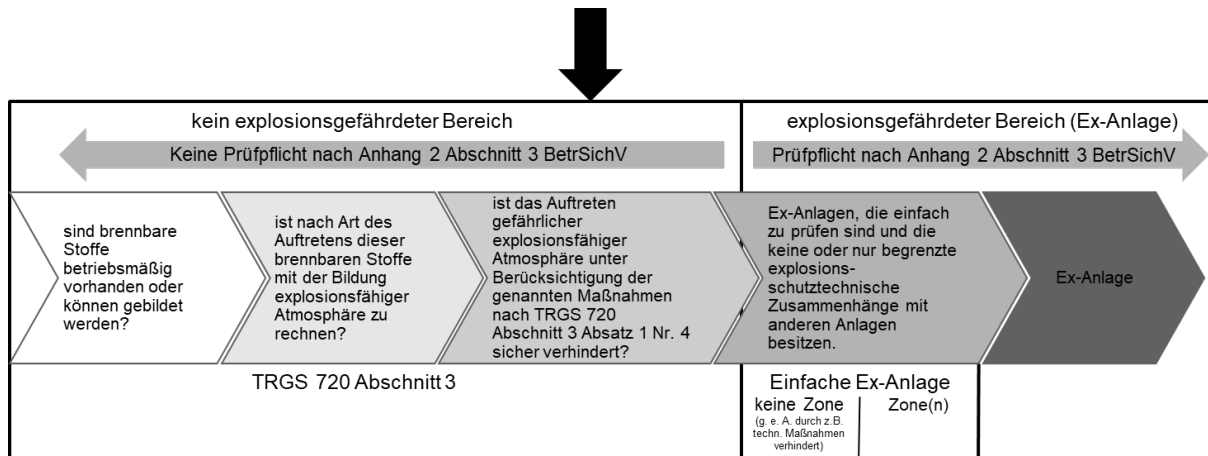 kein explosionsgefährdeter Bereich
explosionsgefährdeter Bereich (Ex-Anlage)
Keine Prüfpflicht nach Anhang 2 Abschnitt 3 BetrSichV
Prüfpflicht nach Anhang 2 Abschnitt 3 BetrSichV
sind brennbare
Stoffe
betriebsmäßig
vorhanden oder
können gebildet
werden?
ist nach Art des
Auftretens dieser
brennbaren Stoffe
mit der Bildung
explosionsfähiger
Atmosphäre zu
rechnen?
ist das Auftreten
gefährlicher
explosionsfähiger
Atmosphäre unter
Berücksichtigung der
genannten Maßnahmen
nach TRGS 720
Abschnitt 3 Absatz 1 Nr. 4
sicher verhindert?
Ex-Anlagen, die einfach
zu prüfen sind und die
keine oder nur begrenzte
explosions-
schutztechnische
Zusammenhänge mit
anderen Anlagen
besitzen.
Ex-Anlage
TRGS 720 Abschnitt 3
Einfache Ex-Anlage
keine Zone
(g. e. A. durch z.B.
techn. Maßnahmen
verhindert)
Zone(n)